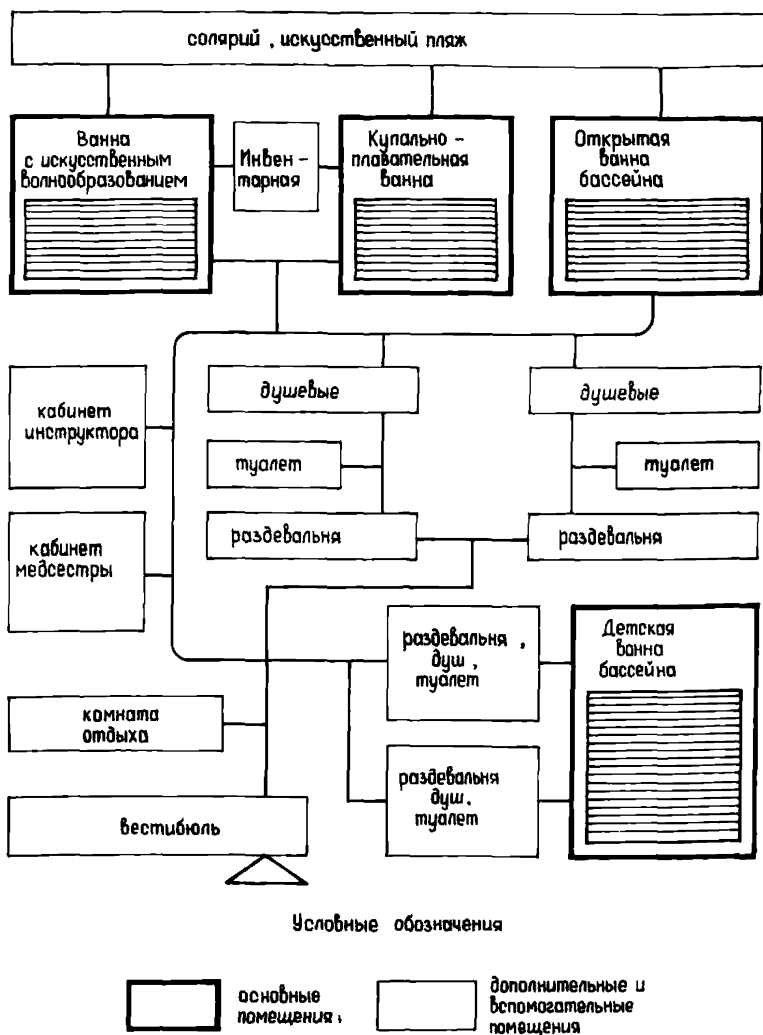 солярий, искусственный пляж
Ванна
с искусственным
волнообразованием
Инвен-
тарная
Купально-
плавательная
ванна
Открытая
ванна
бассейна
кабинет
инструктора
душевые
душевые
туалет
туалет
кабинет
медсестры
раздевальня
раздевальня
раздевальня,
душ,
туалет
Детская
ванна
бассейна
комната
отдыха
раздевальня
душ,
туалет
вестибюль
Условные обозначения
основные
помещения,
дополнительные и
вспомогательные
помещения